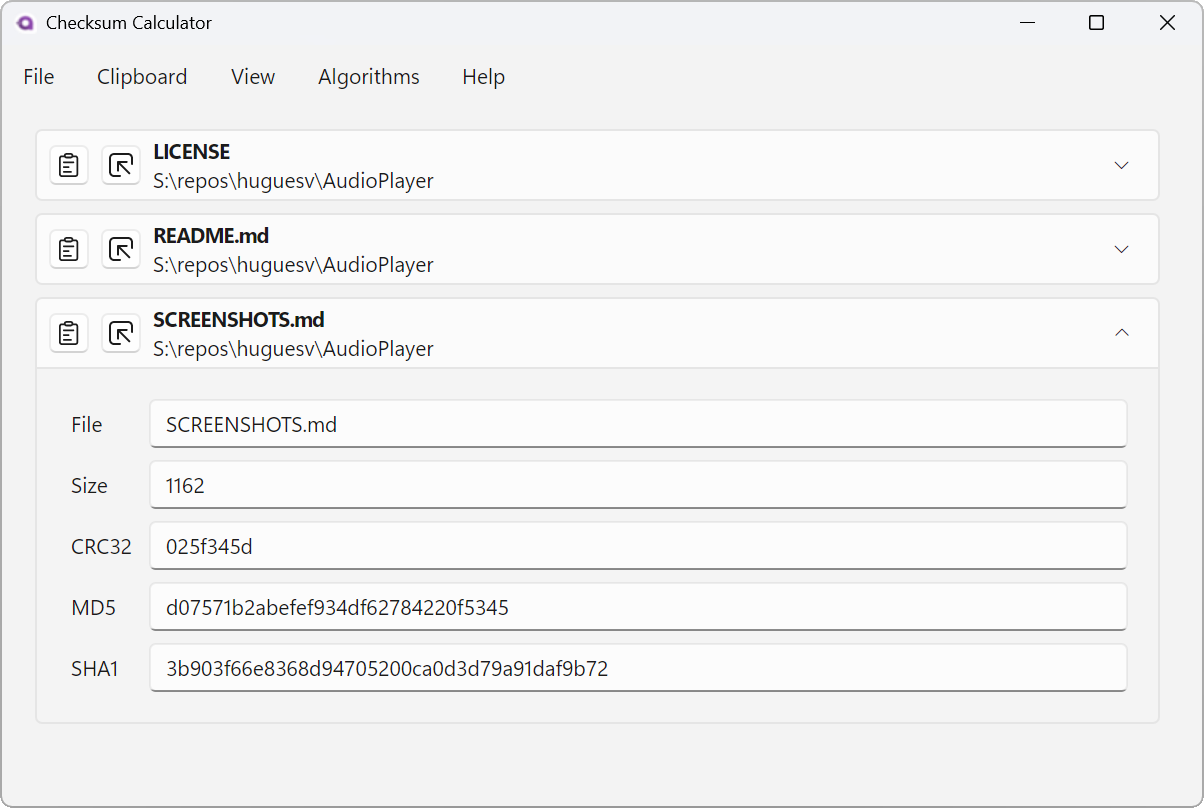 Checksum Calculator
File Clipboard View Algorithms Help
LICENSE
S:\repos\huguesv\AudioPlayer
README.md
S:\repos\huguesv\AudioPlayer
SCREENSHOTS.md
S:\repos\huguesv\AudioPlayer
File SCREENSHOTS.md
Size 1162
CRC32 025f345d
MD5 d07571b2abefef934df62784220f5345
SHA1 3b903f66e8368d94705200ca0d3d79a91daf9b72